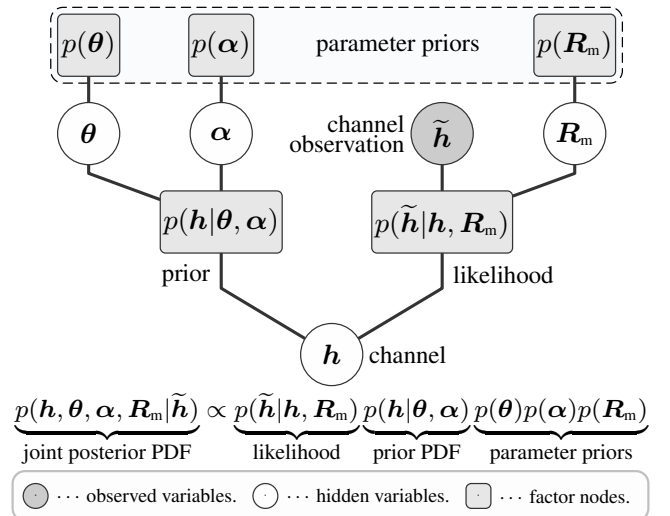 p(θ) p(α) parameter priors p(R_m)
θ α channel observation h̃ R_m
p(h|θ, α) p(h̃|h, R_m)
prior likelihood
h channel
p(h, θ, α, R_m|h̃) ∝ p(h̃|h, R_m) p(h|θ, α) p(θ)p(α)p(R_m)
joint posterior PDF likelihood prior PDF parameter priors
··· observed variables. ··· hidden variables. ··· factor nodes.